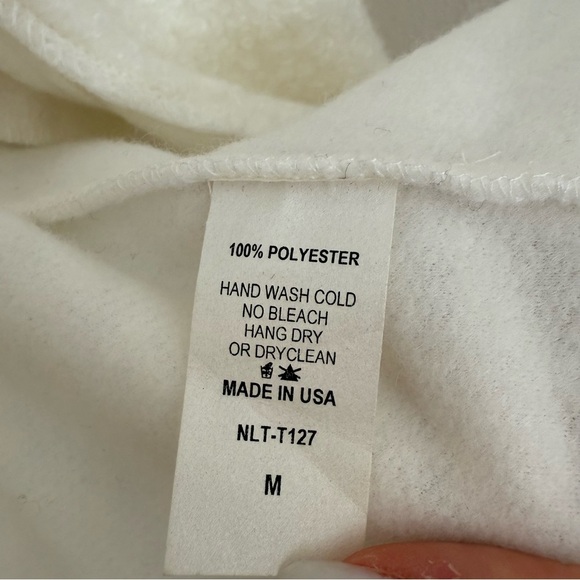 100% POLYESTER
HAND WASH COLD
NO BLEACH
HANG DRY
OR DRYCLEAN
MADE IN USA
NLT-T127
M